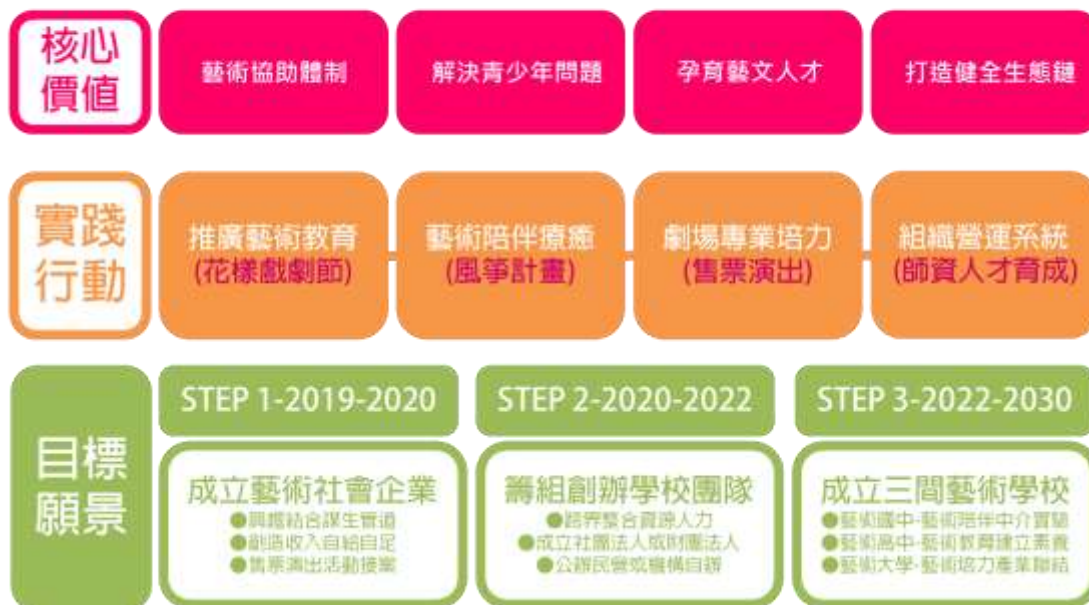 核心
價值
藝術協助體制
解決青少年問題
孕育藝文人才
打造健全生態鏈
實踐
行動
推廣藝術教育
(花樣戲劇節)
藝術陪伴療癒
(風箏計畫)
劇場專業培力
(售票演出)
組織營運系統
(師資人才育成)
目標
願景
STEP 1-2019-2020
成立藝術社會企業
●興趣結合謀生管道
●創造收入自給自足
●售票演出活動接案
STEP 2-2020-2022
籌組創辦學校團隊
●跨界整合資源人力
●成立社團法人或財團法人
●公辦民營或機構自辦
STEP 3-2022-2030
成立三間藝術學校
●藝術國中-藝術陪伴中介實驗
●藝術高中-藝術教育建立素養
●藝術大學-藝術培力產業聯結